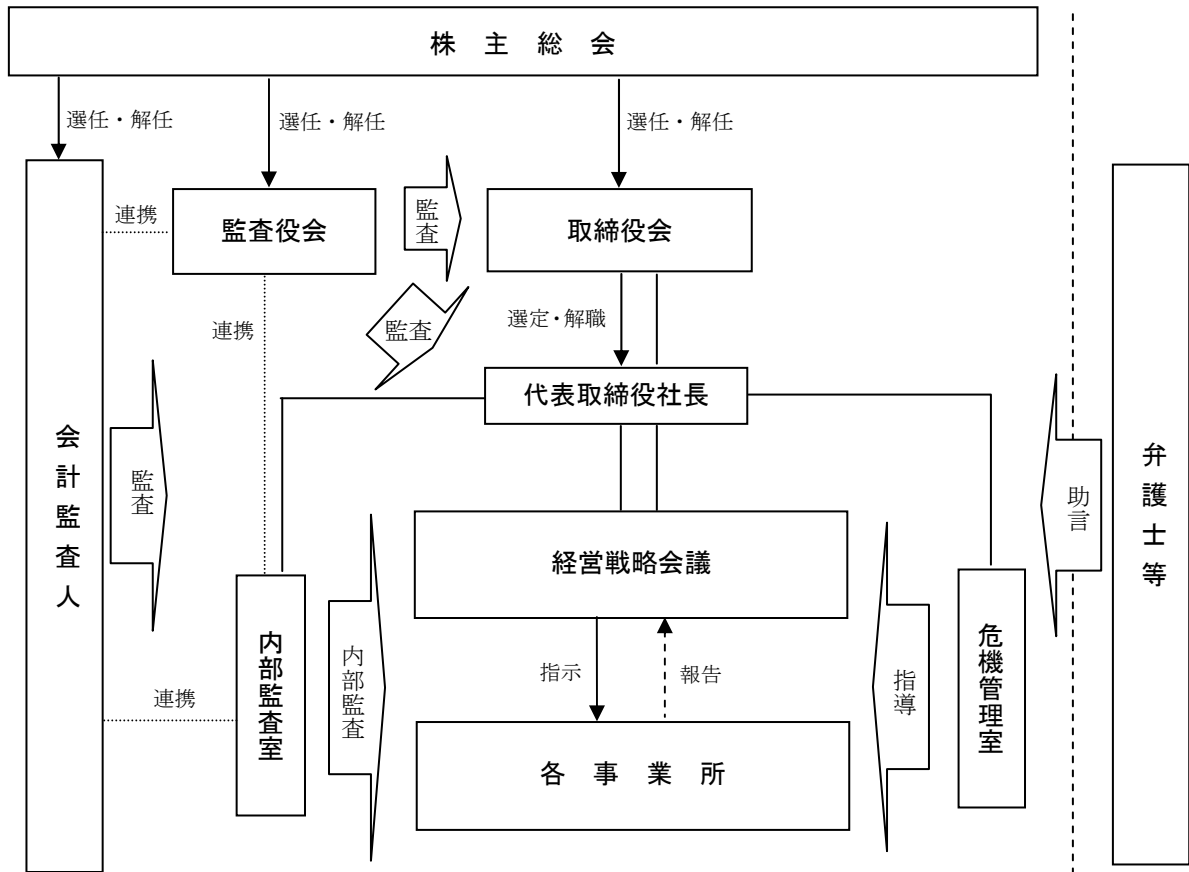 株主総会
選任・解任
選任・解任
選任・解任
連携
監査役会
監査
取締役会
連携
監査
選定・解職
代表取締役社長
会計監査人
監査
経営戦略会議
助言
弁護士等
内部監査室
内部監査
指示
報告
指導
危機管理室
連携
各事業所